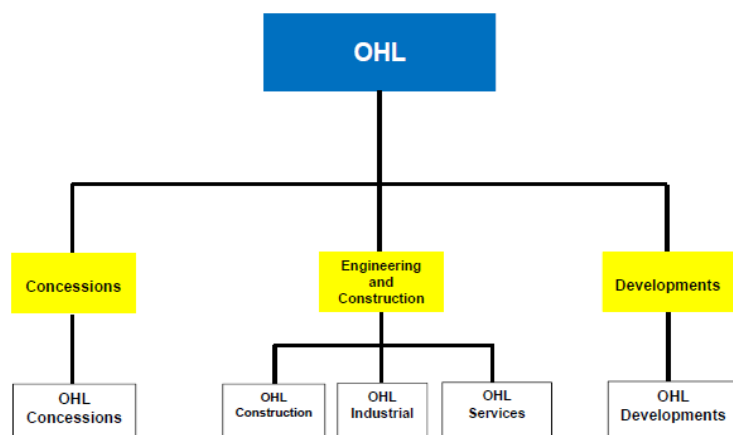 OHL
Concessions
Engineering
and
Construction
Developments
OHL
Concessions
OHL
Construction
OHL
Industrial
OHL
Services
OHL
Developments